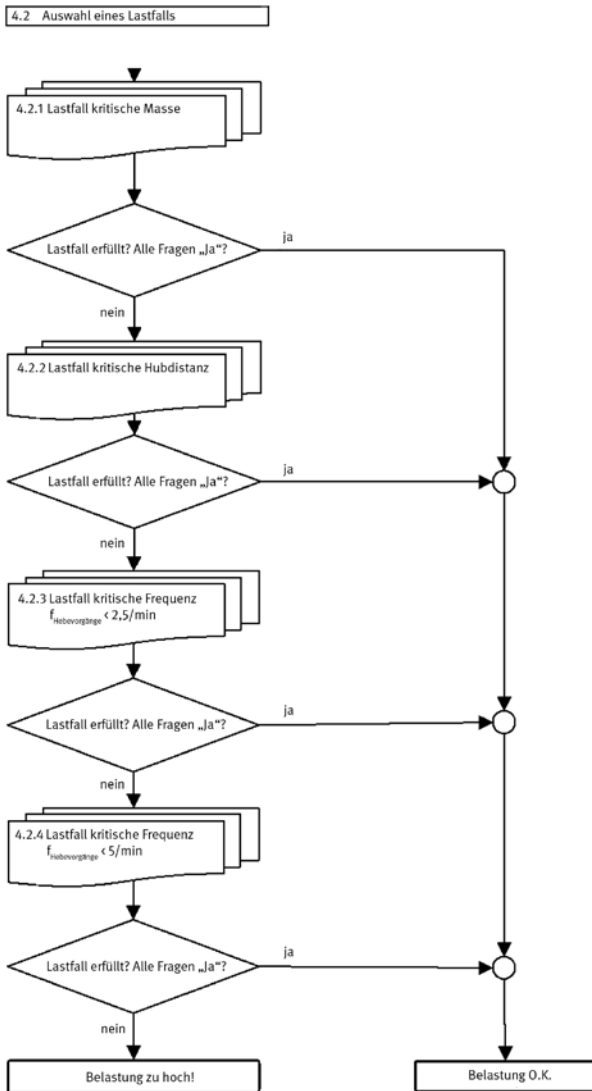 4.2 Auswahl eines Lastfalls
4.2.1 Lastfall kritische Masse
Lastfall erfüllt? Alle Fragen „Ja“?
ja
nein
4.2.2 Lastfall kritische Hubdistanz
Lastfall erfüllt? Alle Fragen „Ja“?
ja
nein
4.2.3 Lastfall kritische Frequenz
fHebevorgänge < 2,5/min
Lastfall erfüllt? Alle Fragen „Ja“?
ja
nein
4.2.4 Lastfall kritische Frequenz
fHebevorgänge < 5/min
Lastfall erfüllt? Alle Fragen „Ja“?
ja
nein
Belastung zu hoch!
Belastung O.K.